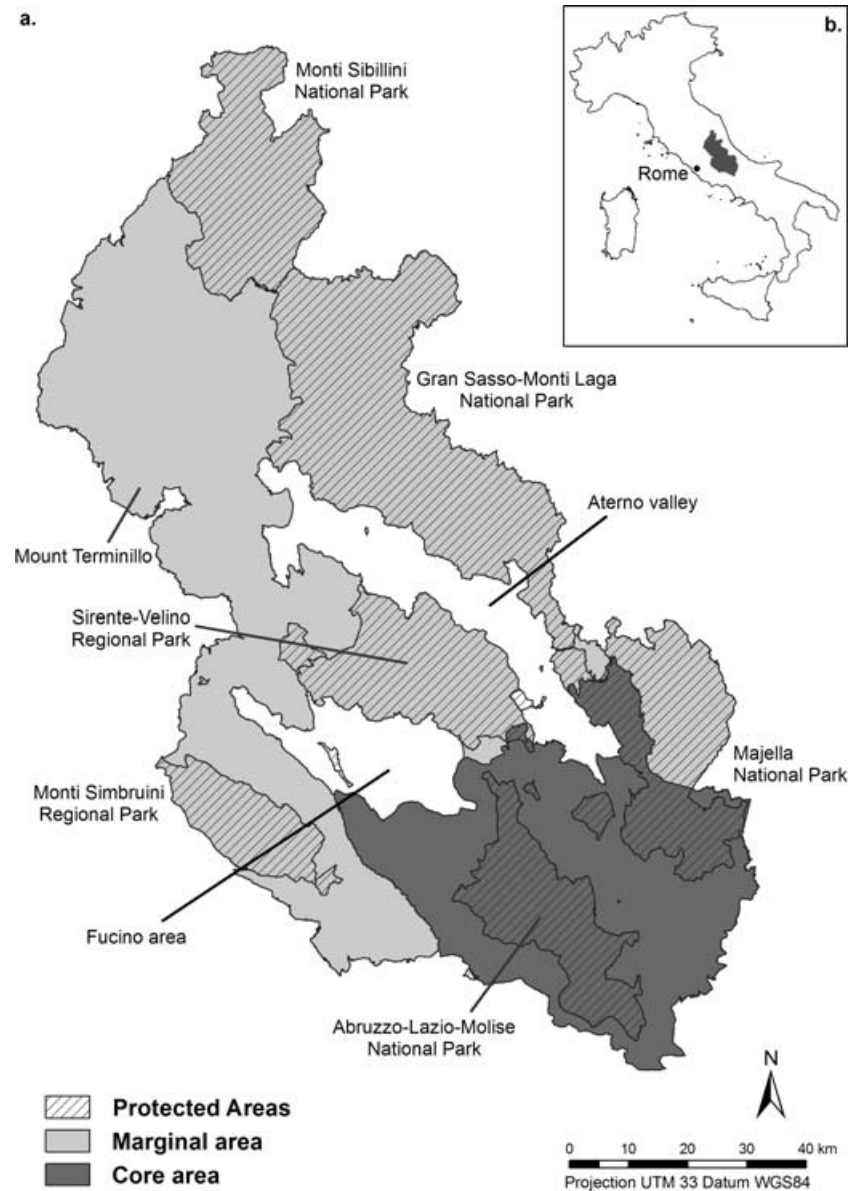 a.
b.
Monti Sibillini
National Park
Rome
Gran Sasso-Monti Laga
National Park
Aterno valley
Mount Terminillo
Sirente-Velino
Regional Park
Majella
National Park
Monti Simbruini
Regional Park
Fucino area
Abruzzo-Lazio-Molise
National Park
N
Protected Areas
Marginal area
Core area
0 10 20 30 40 km
Projection UTM 33 Datum WGS84